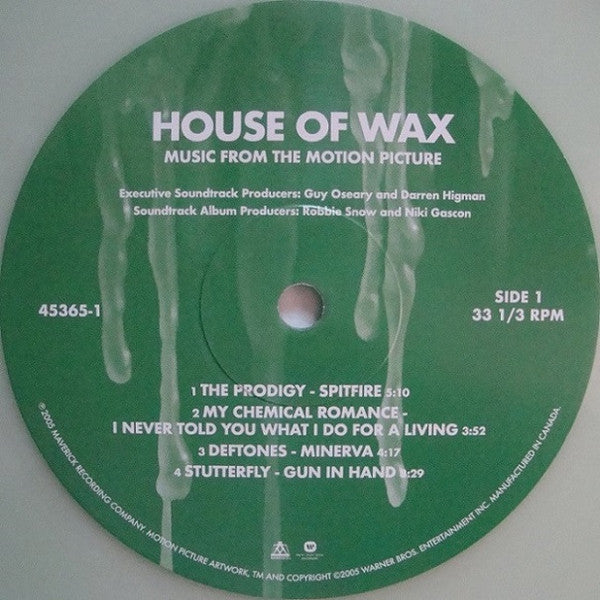 HOUSE OF WAX
MUSIC FROM THE MOTION PICTURE
Executive Soundtrack Producers: Guy Oseary and Darren Higman
Soundtrack Album Producers: Robbie Snow and Niki Gascon
45365-1
SIDE 1
33 1/3 RPM
1 THE PRODIGY - SPITFIRE 5:10
2 MY CHEMICAL ROMANCE -
I NEVER TOLD YOU WHAT I DO FOR A LIVING 3:52
3 DEFTONES - MINERVA 4:17
4 STUTTERFLY - GUN IN HAND :29
℗2005 MAVERICK RECORDING COMPANY. MOTION PICTURE ARTWORK, TM AND COPYRIGHT ©2005 WARNER BROS. ENTERTAINMENT INC. MANUFACTURED IN CANADA.